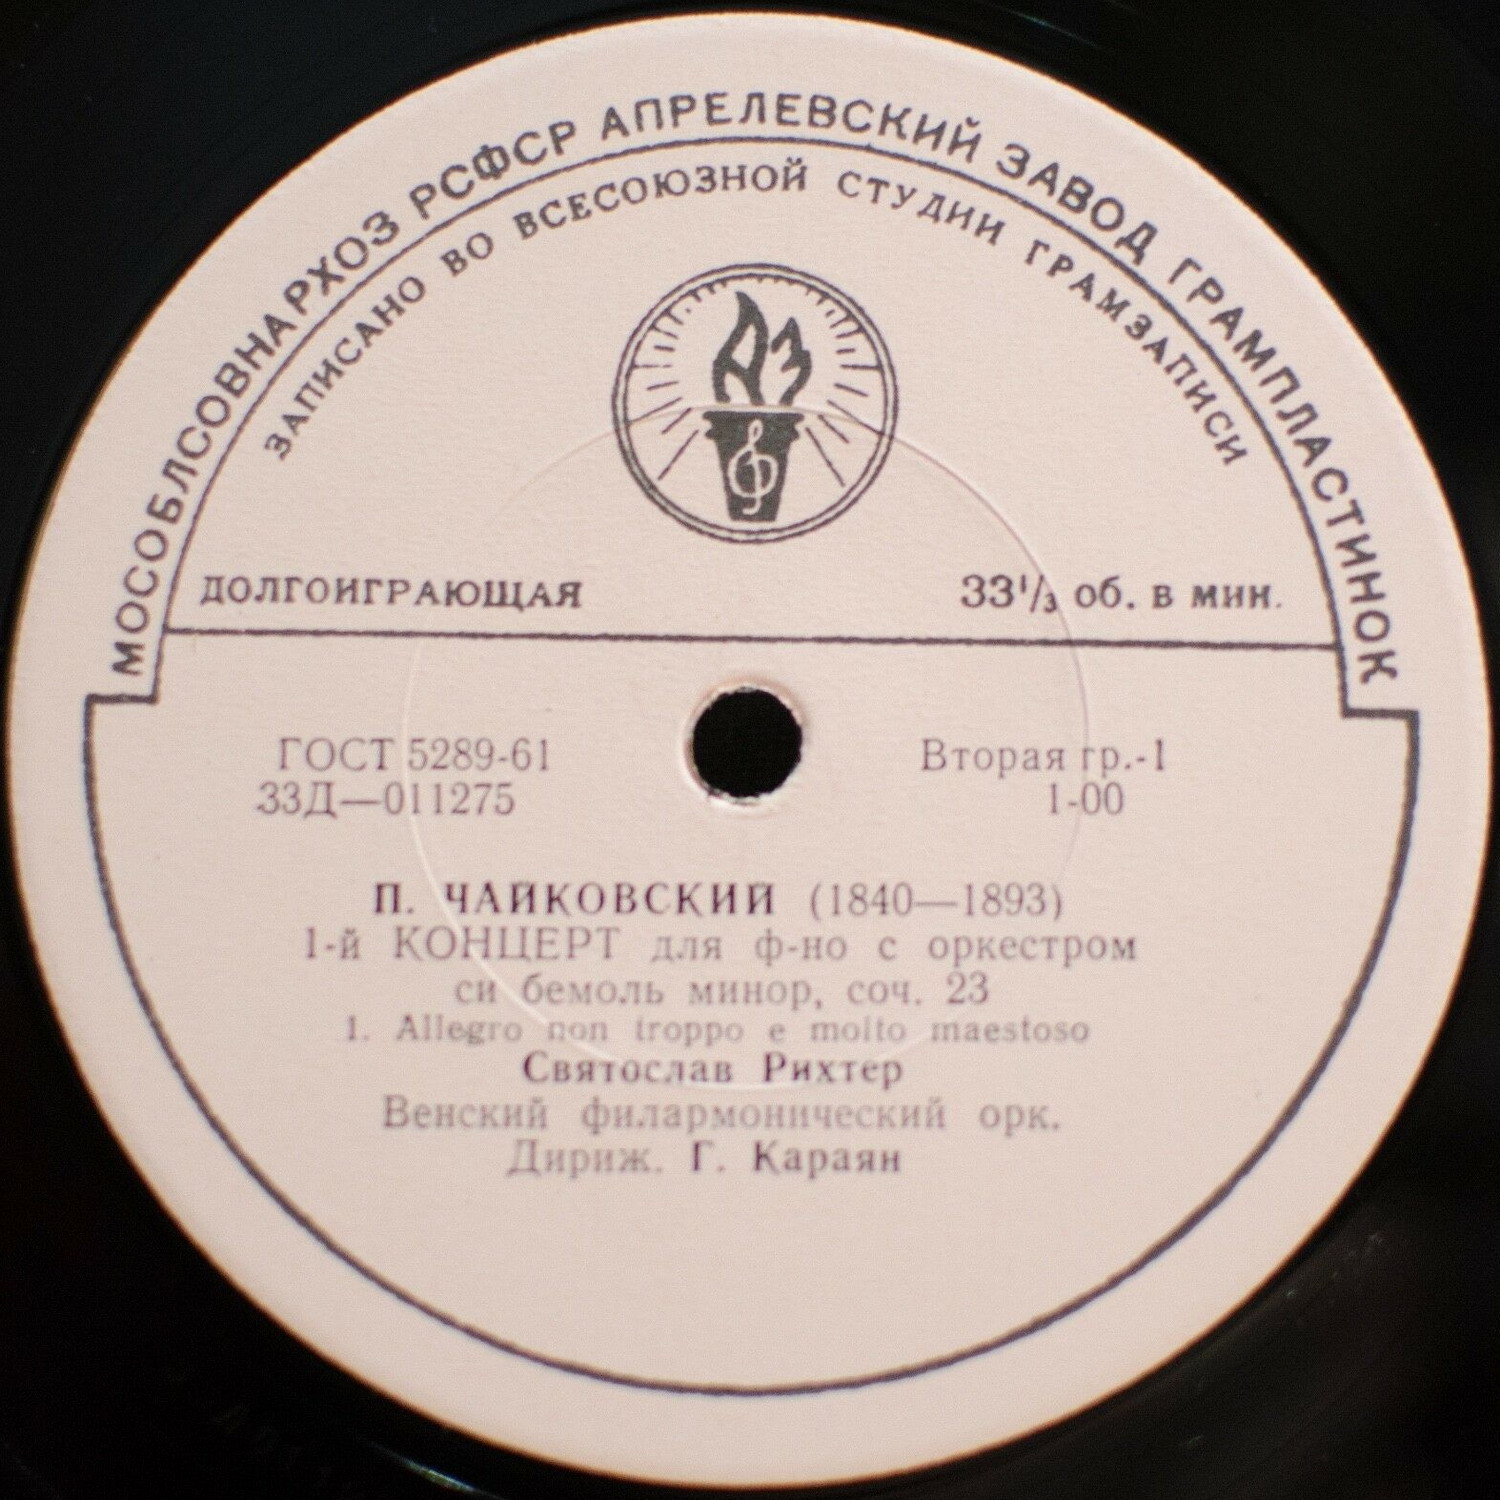 МОСОБЛСОВНАРХОЗ РСФСР АПРЕЛЕВСКИЙ ЗАВОД ГРАМПЛАСТИНОК
ЗАПИСАНО ВО ВСЕСОЮЗНОЙ СТУДИИ ГРАМЗАПИСИ
АЗ
ДОЛГОИГРАЮЩАЯ 33⅓ об. в мин.
ГОСТ 5289-61 Вторая гр.-1
33Д—011275 1-00
П. ЧАЙКОВСКИЙ (1840—1893)
1-й КОНЦЕРТ для ф-но с оркестром
си бемоль минор, соч. 23
1. Allegro non troppo e molto maestoso
Святослав Рихтер
Венский филармонический орк.
Дириж. Г. Караян